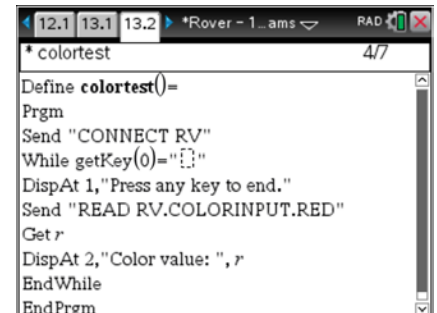 12.1 13.1 13.2 *Rover – 1...ams RAD
* colortest 4/7
Define colortest()=
Prgm
Send "CONNECT RV"
While getKey(0)=""
DispAt 1,"Press any key to end."
Send "READ RV.COLORINPUT.RED"
Get r
DispAt 2,"Color value: ", r
EndWhile
EndPrgm